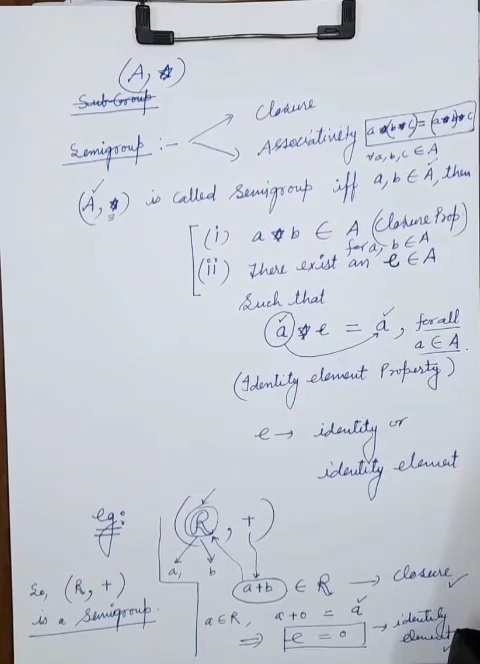 (A, ☆)
Sub Group
Semigroup :- Closure
Associativity a☆(b☆c) = (a☆b)☆c
∀ a, b, c ∈ A
(A, ☆) is called Semigroup iff a, b ∈ A, then
(i) a ☆ b ∈ A (Closure Prop.)
for a, b ∈ A
(ii) There exist an e ∈ A
Such that
a ☆ e = a, for all
a ∈ A.
(Identity element Property)
e → identity or
identity element
eg:
(R, +)
a, b
a+b ∈ R → closure ✓
So, (R, +)
is a Semigroup.
a ∈ R, a + 0 = a
⇒ e = 0 → identity
element ✓